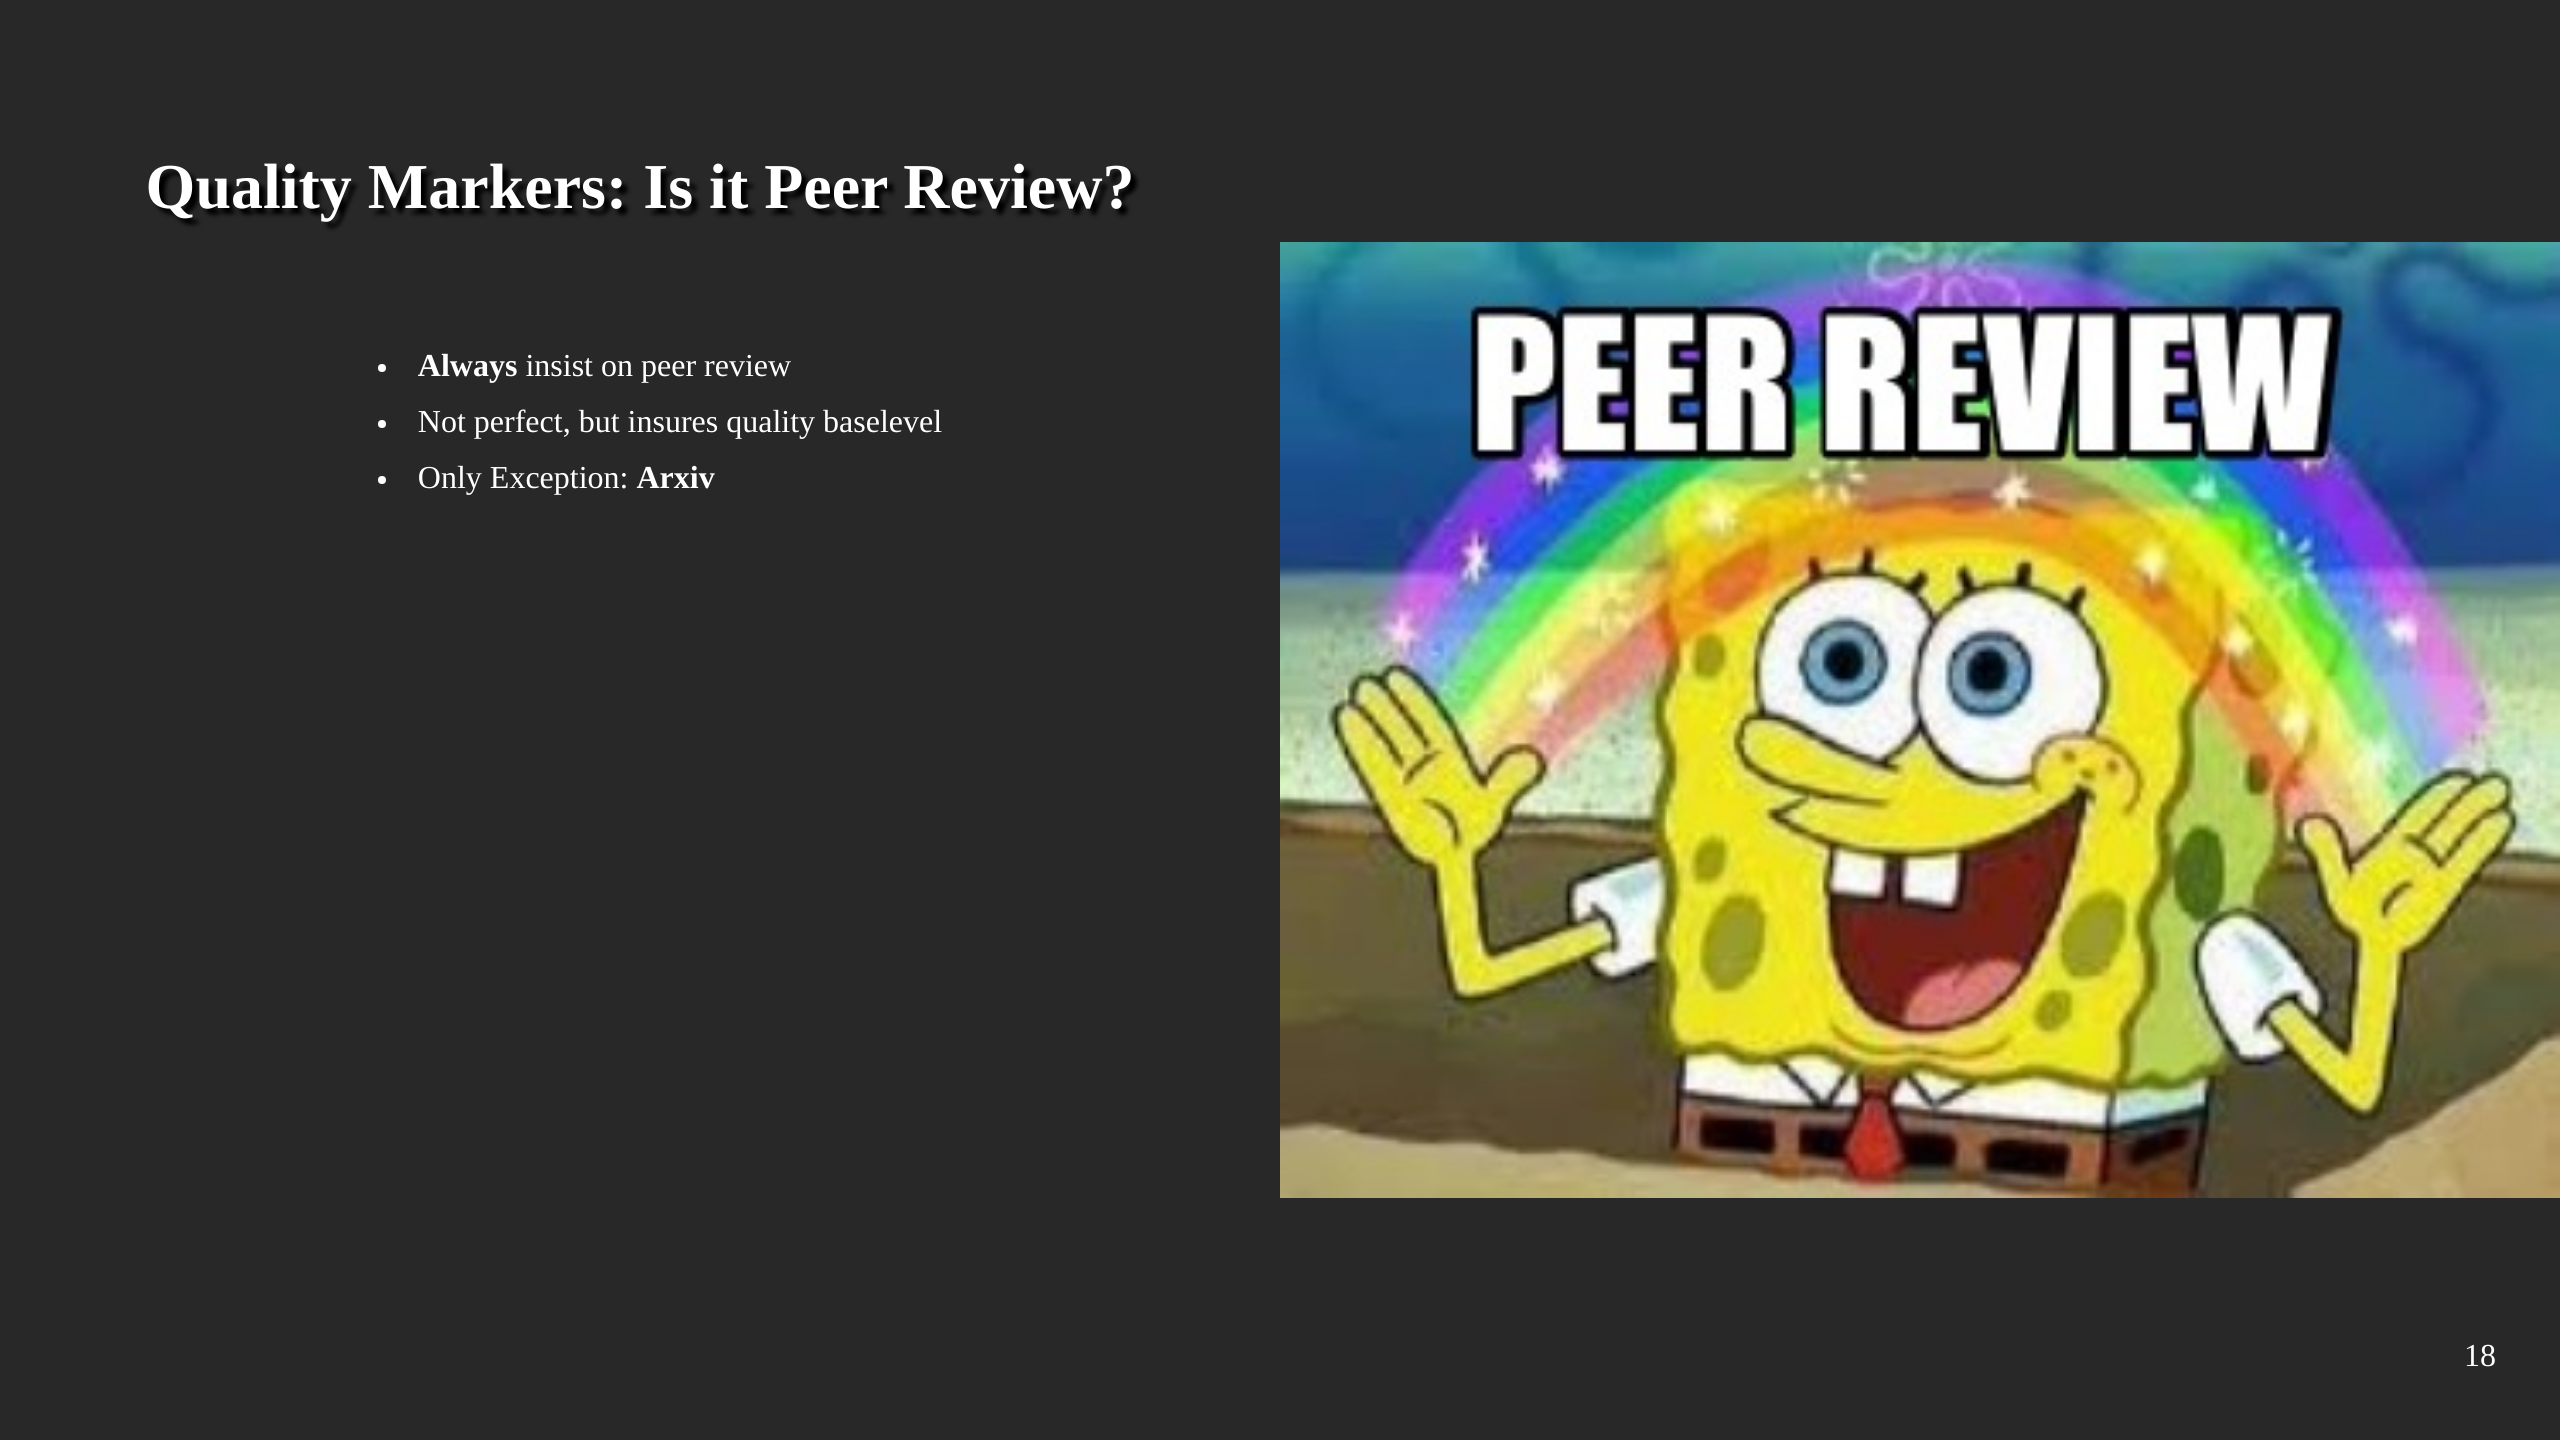 Quality Markers: Is it Peer Review?
• Always insist on peer review
• Not perfect, but insures quality baselevel
• Only Exception: Arxiv
PEER REVIEW
18